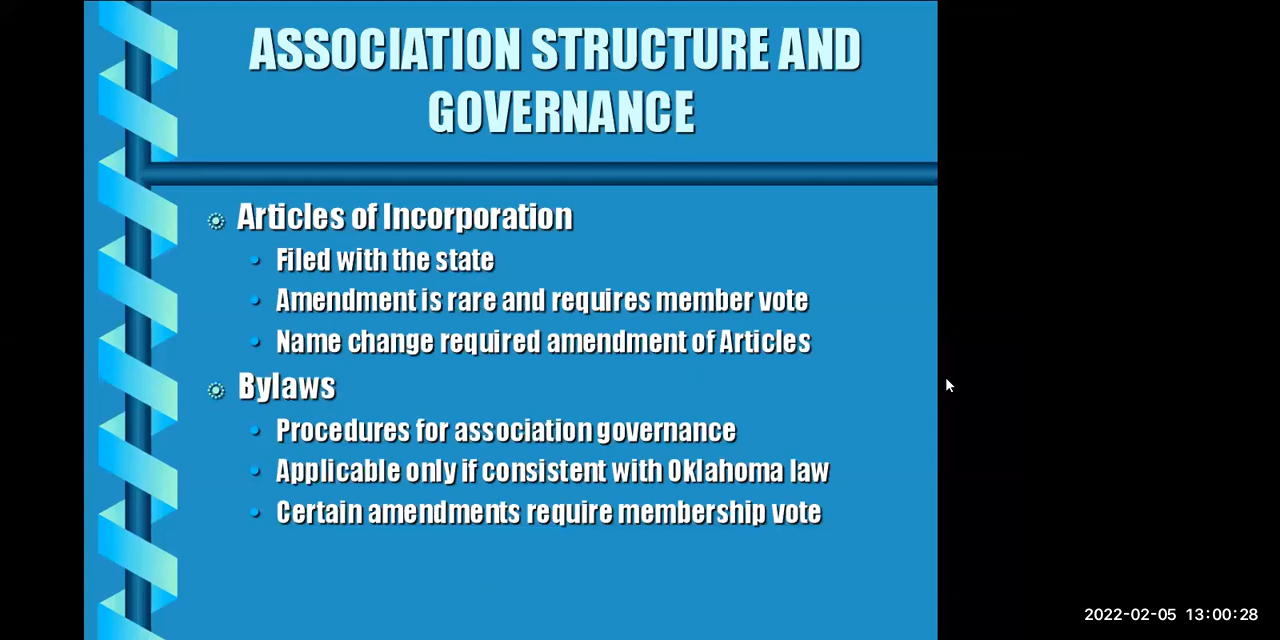 ASSOCIATION STRUCTURE AND
GOVERNANCE
Articles of Incorporation
Filed with the state
Amendment is rare and requires member vote
Name change required amendment of Articles
Bylaws
Procedures for association governance
Applicable only if consistent with Oklahoma law
Certain amendments require membership vote
2022-02-05 13:00:28